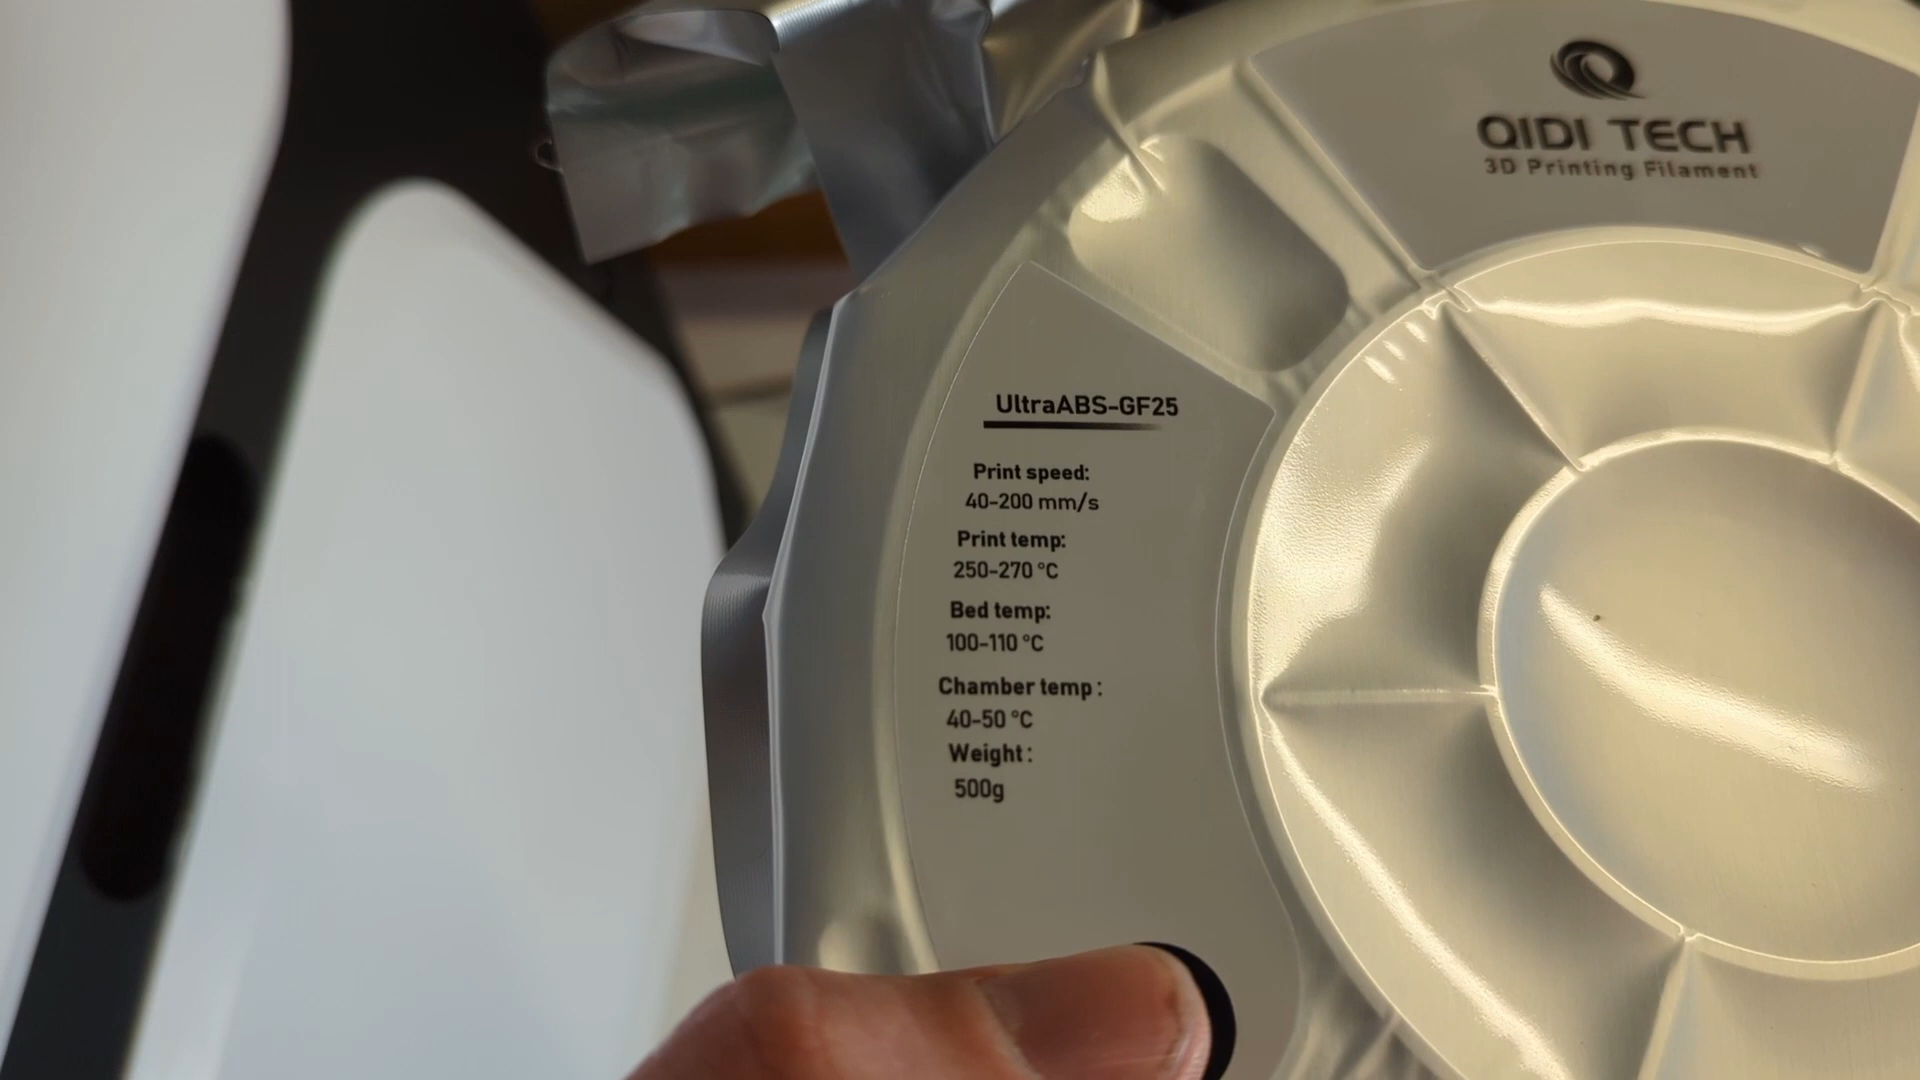 QIDI TECH
3D Printing Filament
UltraABS-GF25
Print speed:
40-200 mm/s
Print temp:
250-270 °C
Bed temp:
100-110 °C
Chamber temp :
40-50 °C
Weight :
500g